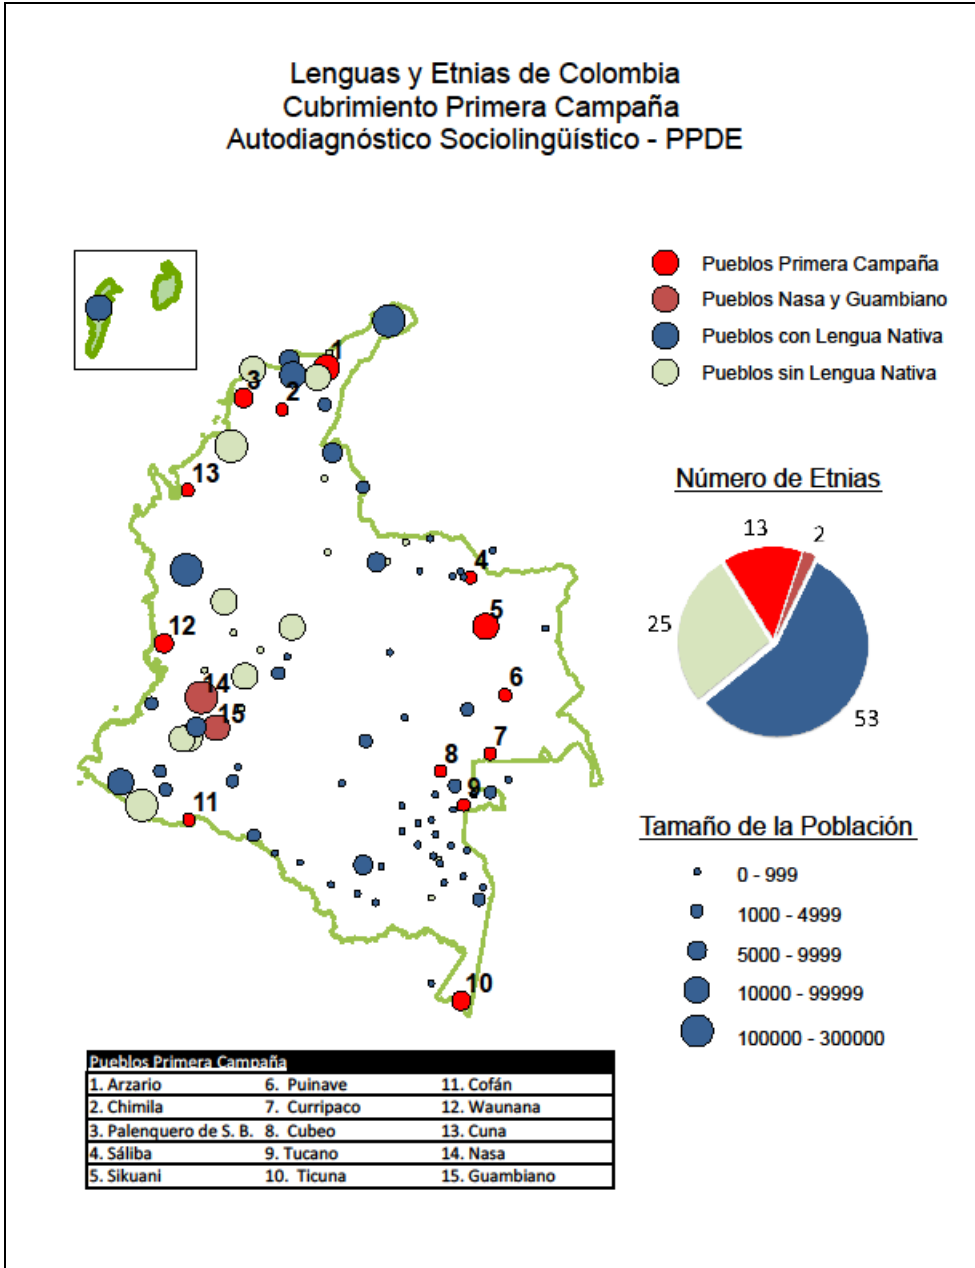 Lenguas y Etnias de Colombia
Cubrimiento Primera Campaña
Autodiagnóstico Sociolingüístico - PPDE
Pueblos Primera Campaña
Pueblos Nasa y Guambiano
Pueblos con Lengua Nativa
Pueblos sin Lengua Nativa
1
3
2
13
4
5
12
6
14
15
7
8
9
11
10
Número de Etnias
13
2
25
53
Tamaño de la Población
0 - 999
1000 - 4999
5000 - 9999
10000 - 99999
100000 - 300000
Pueblos Primera Campaña
1. Arzario 6. Puinave 11. Cofán
2. Chimila 7. Curripaco 12. Waunana
3. Palenquero de S. B. 8. Cubeo 13. Cuna
4. Sáliba 9. Tucano 14. Nasa
5. Sikuani 10. Ticuna 15. Guambiano